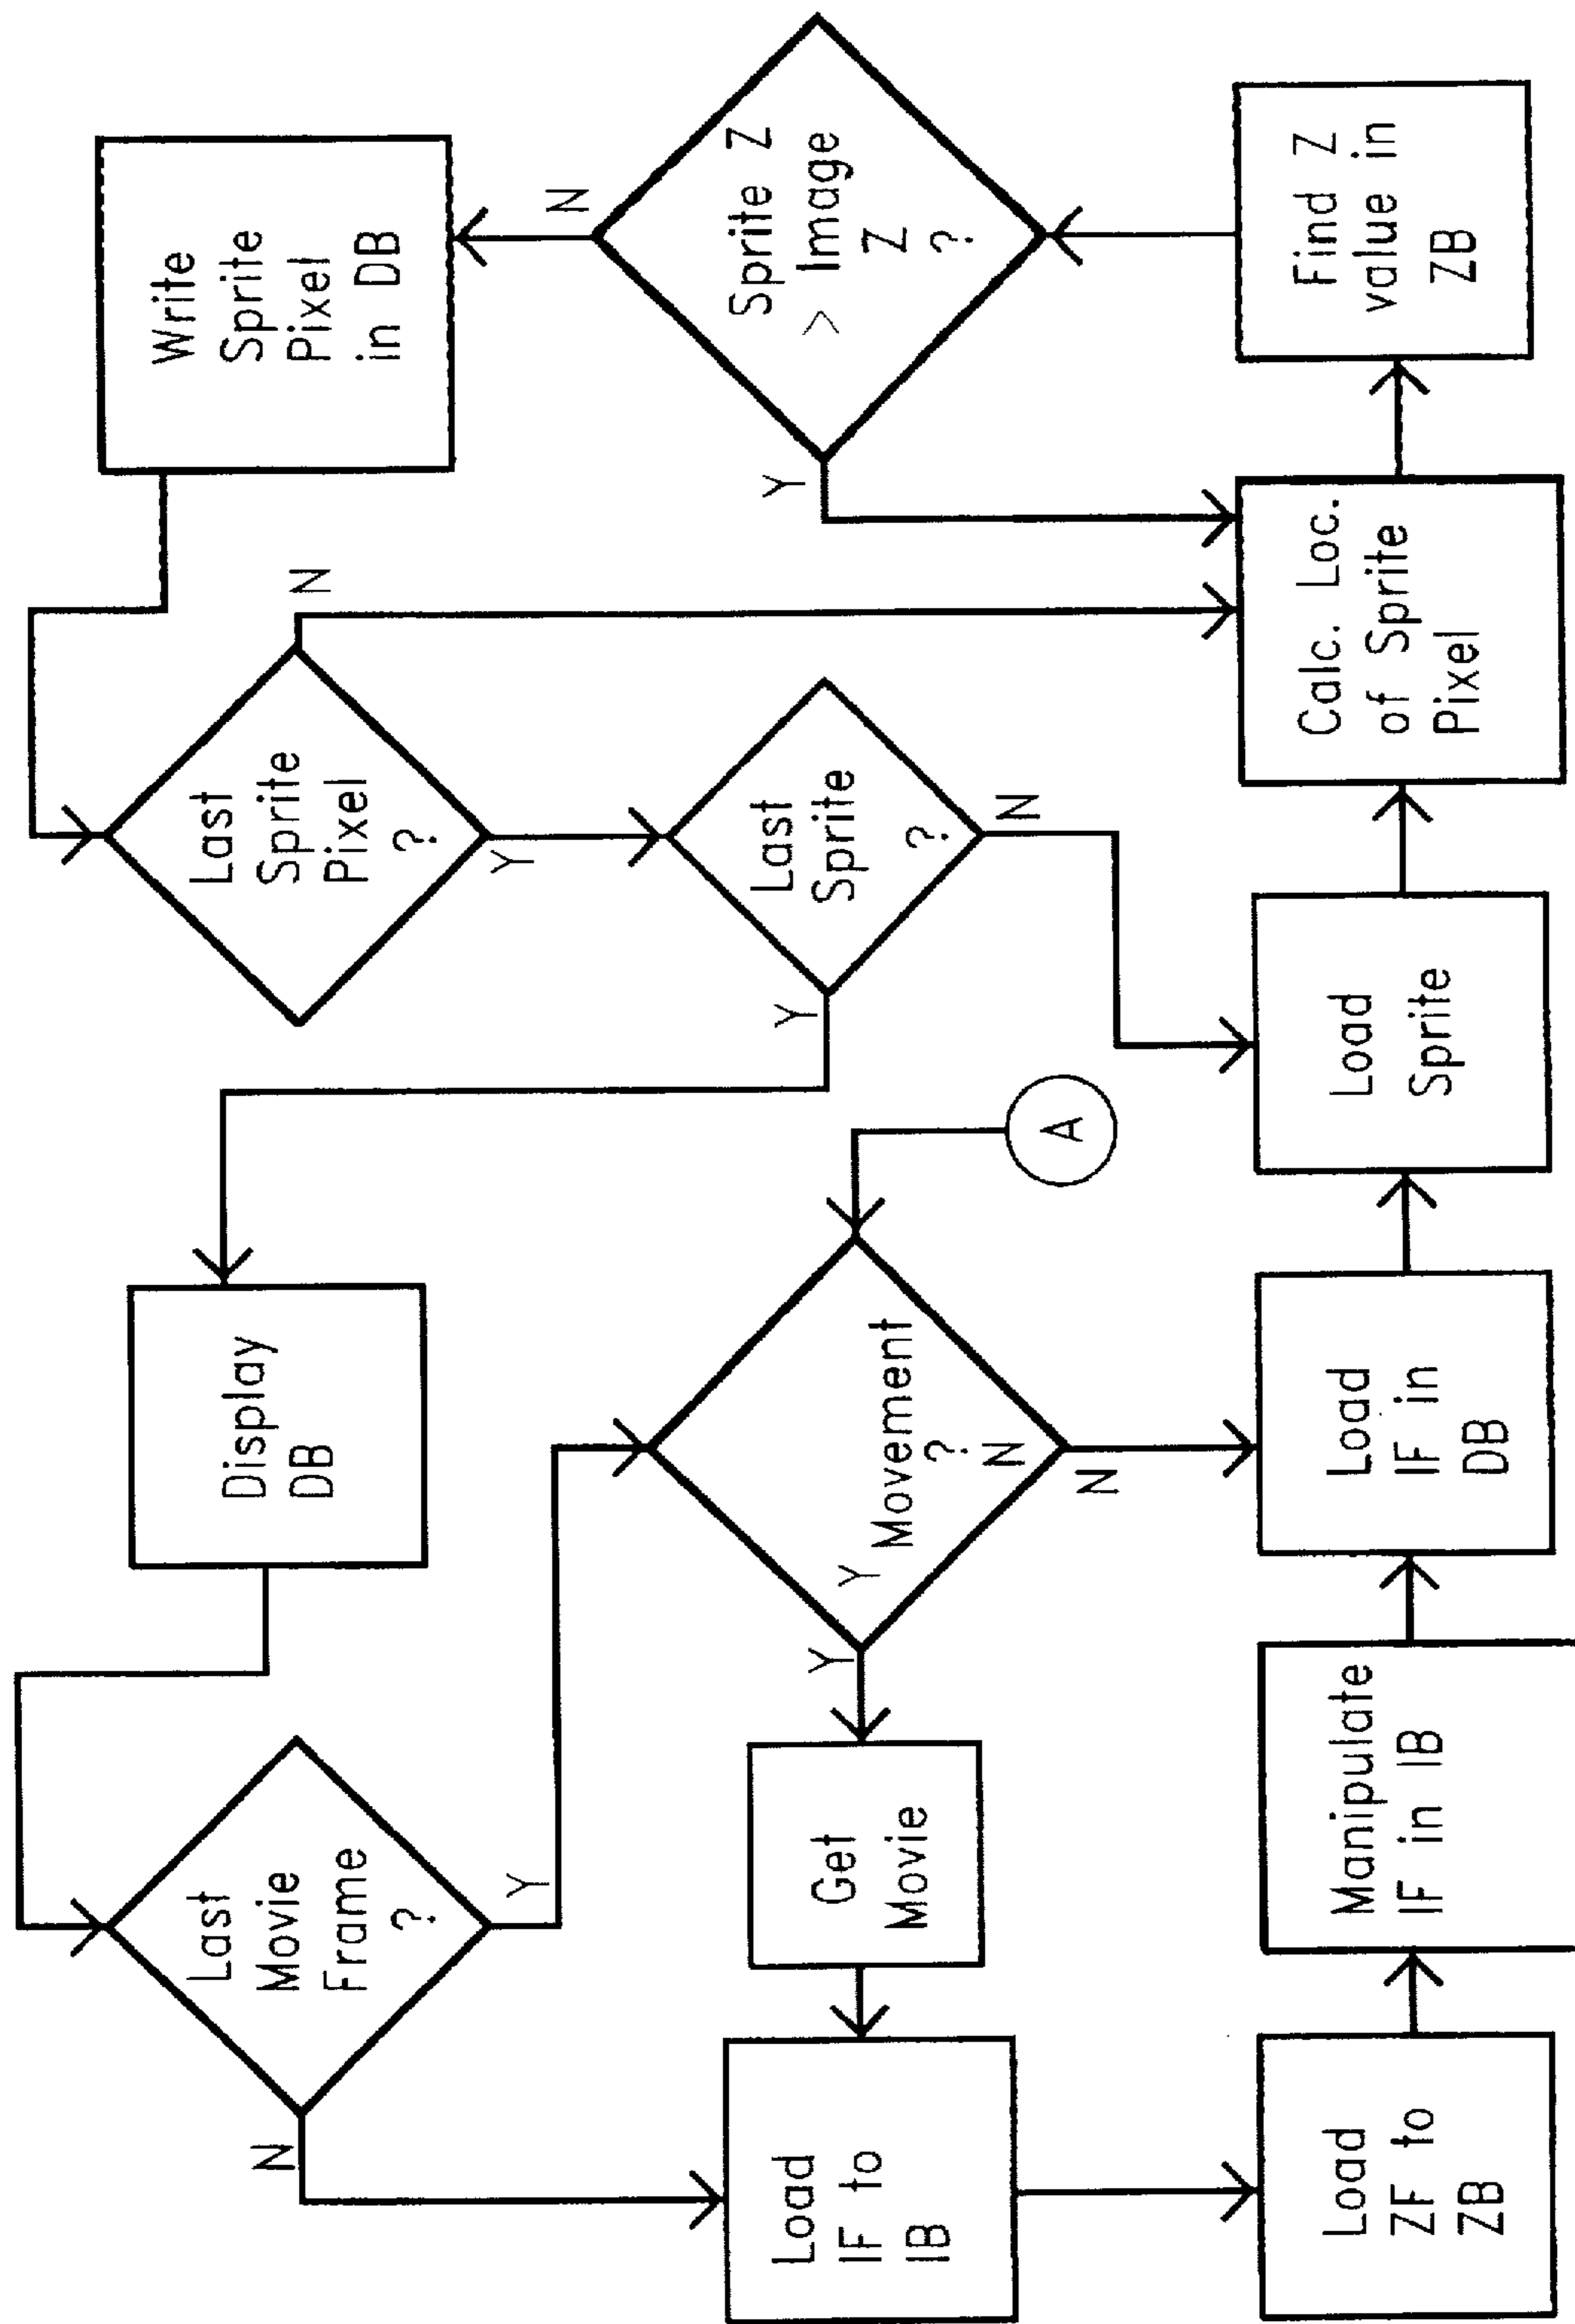 Last
Movie
Frame
?
N
Y
Display
DB
Last
Sprite
Pixel
?
N
Y
Write
Sprite
Pixel
in DB
Load
IF to
IB
Get
Movie
Y
Y
Movement
?
N
N
A
Last
Sprite
?
Y
N
Sprite Z
> Image
Z
?
Y
N
Load
ZF to
ZB
Manipulate
IF in IB
Load
IF in
DB
Load
Sprite
Calc. Loc.
of Sprite
Pixel
Find Z
value in
ZB